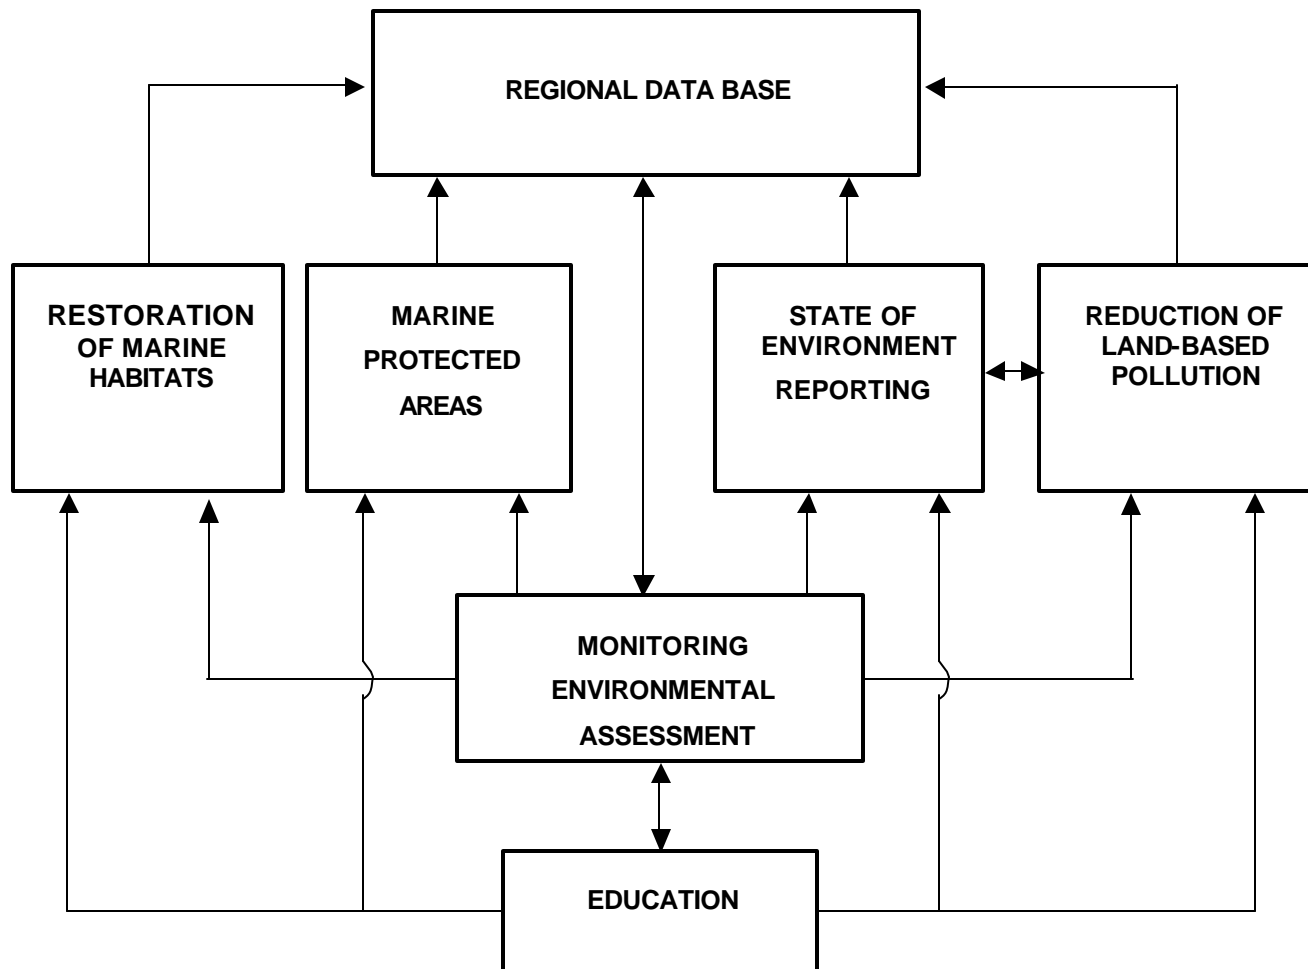 REGIONAL DATA BASE
RESTORATION
OF MARINE
HABITATS
MARINE
PROTECTED
AREAS
STATE OF
ENVIRONMENT
REPORTING
REDUCTION OF
LAND-BASED
POLLUTION
MONITORING
ENVIRONMENTAL
ASSESSMENT
EDUCATION